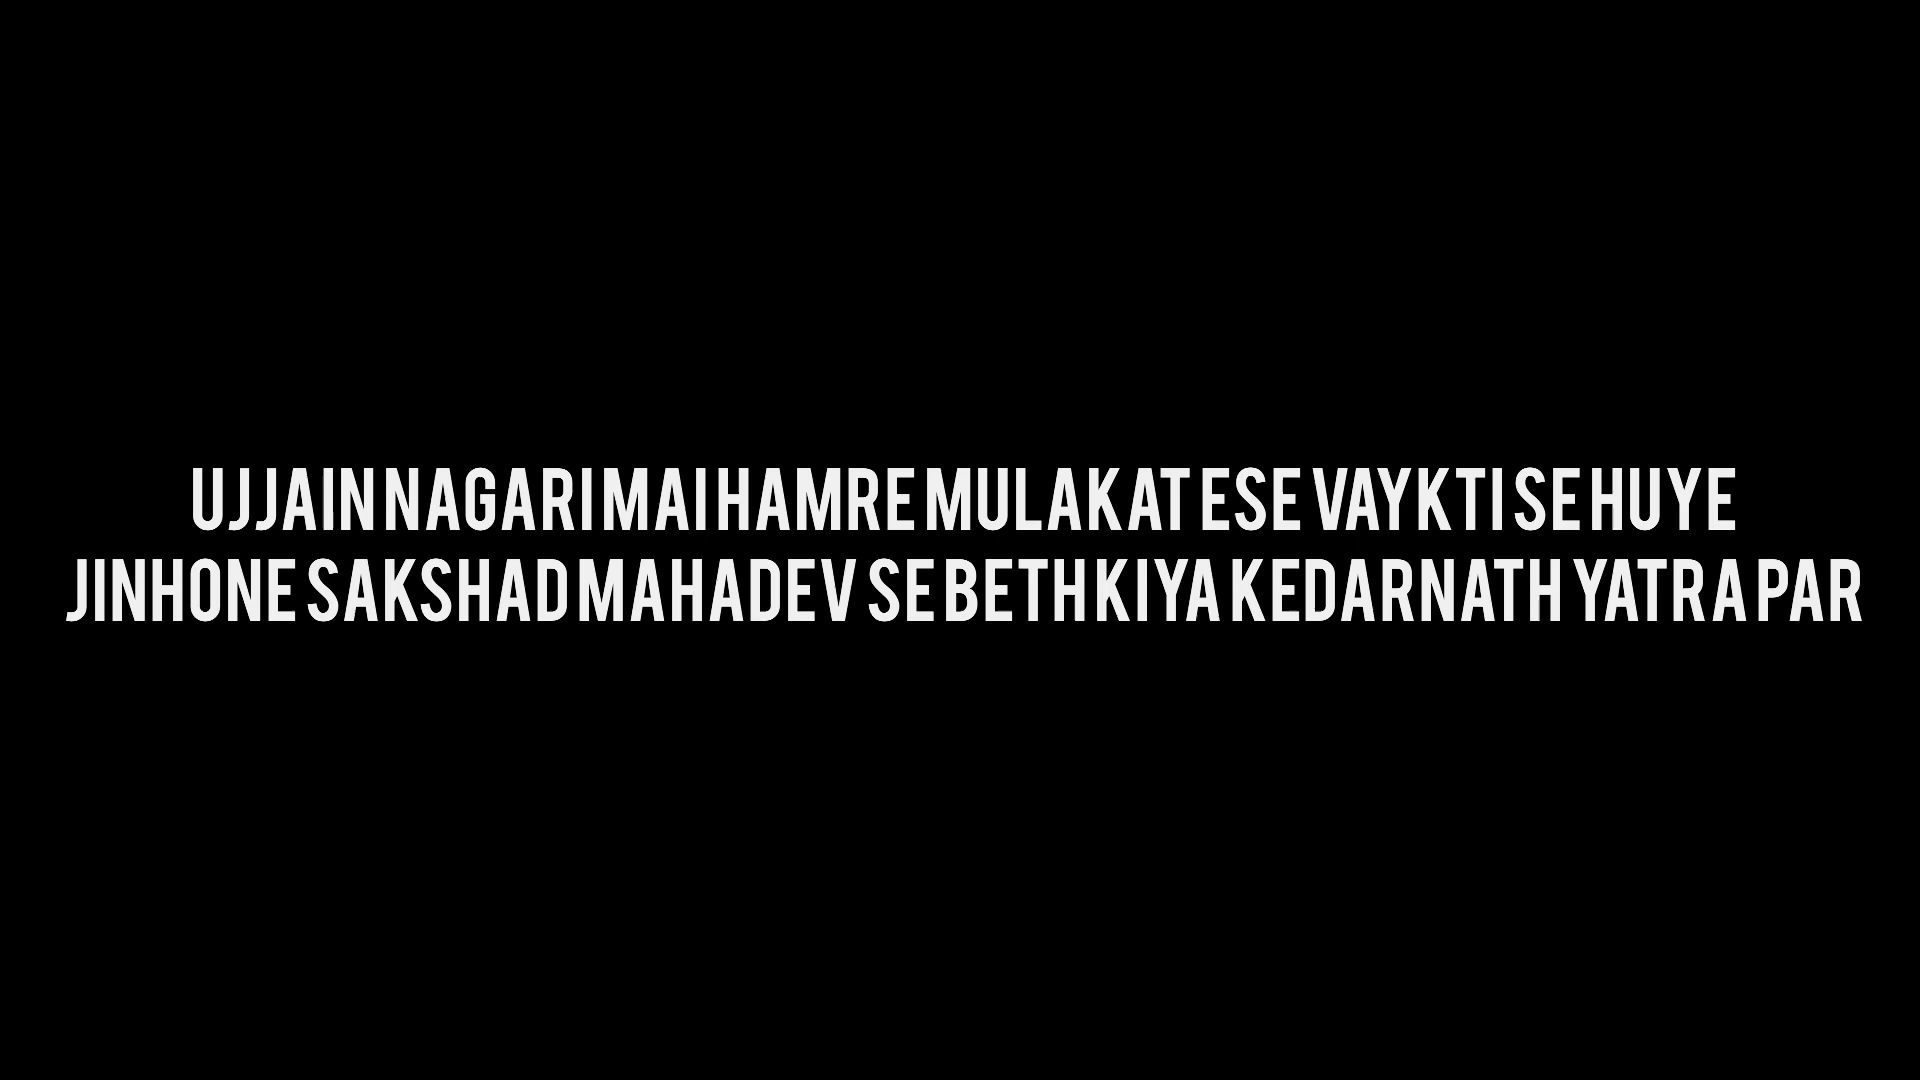 UJJAIN NAGARI MAI HAMRE MULAKAT ESE VAYKTI SE HUYE
JINHONE SAKSHAD MAHADEV SE BETH KIYA KEDARNATH YATRA PAR